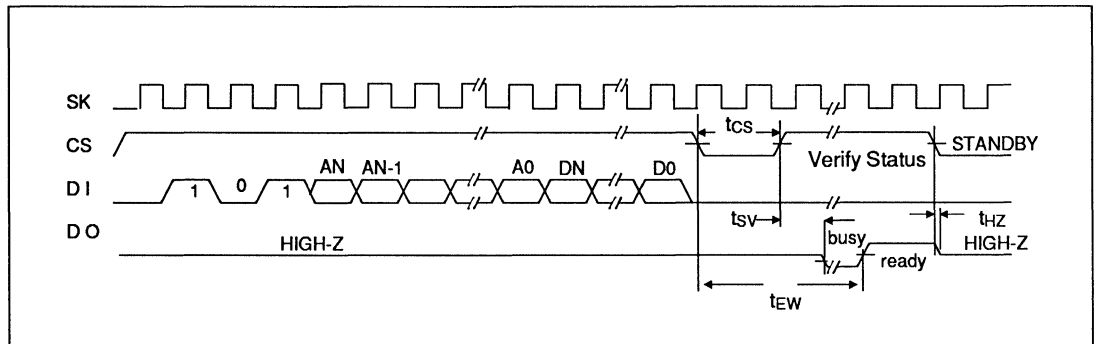 SK
CS
tCS
STANDBY
Verify Status
DI
1
0
1
AN
AN-1
A0
DN
D0
DO
HIGH-Z
tSV
busy
ready
tHZ
HIGH-Z
tEW